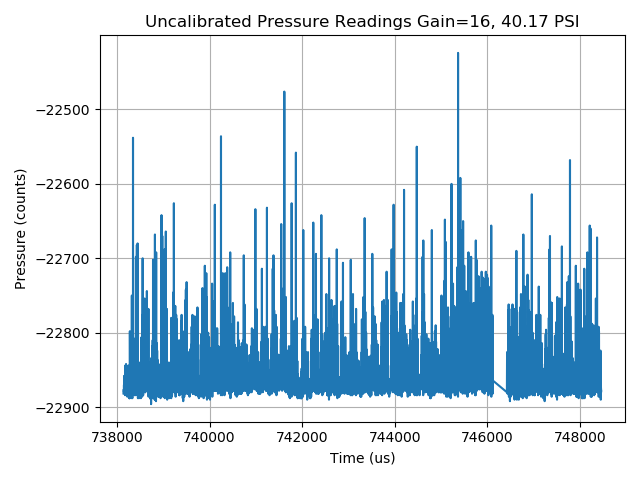 Uncalibrated Pressure Readings Gain=16, 40.17 PSI
Pressure (counts)
−22500
−22600
−22700
−22800
−22900
738000 740000 742000 744000 746000 748000
Time (us)